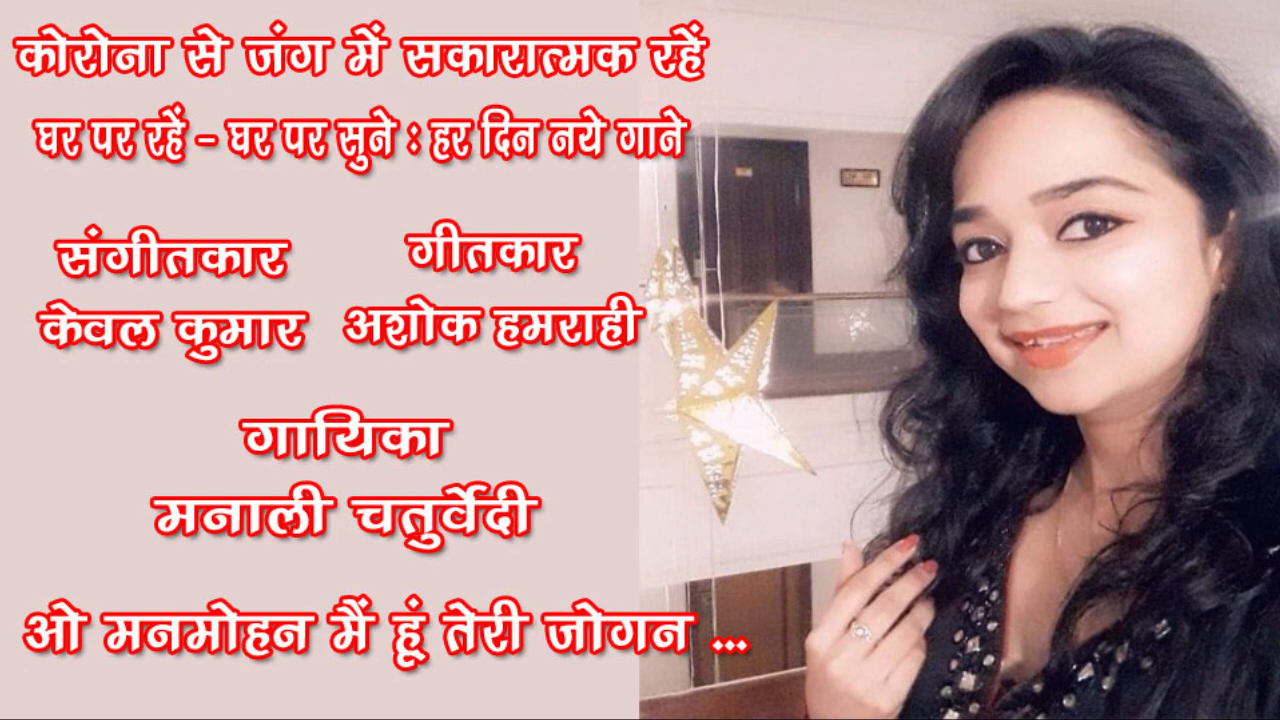 कोरोना से जंग में सकारात्मक रहें
घर पर रहें - घर पर सुने : हर दिन नये गाने
संगीतकार
केवल कुमार
गीतकार
अशोक हमराही
गायिका
मनाली चतुर्वेदी
ओ मनमोहन मैं हूं तेरी जोगन ...